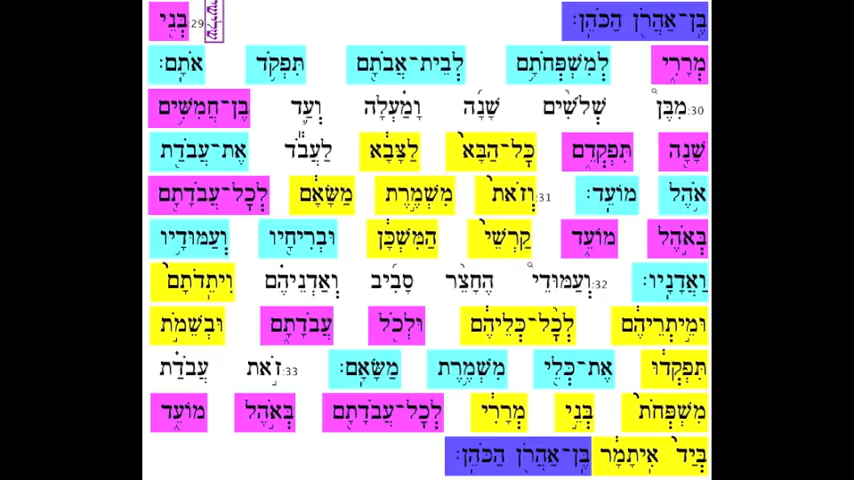 בֶּֽן־אַהֲרֹ֖ן הַכֹּהֵֽן׃ שְׁלִישִׁי 29 בְּנֵ֖י
מְרָרִ֑י לְמִשְׁפְּחֹתָ֥ם לְבֵית־אֲבֹתָ֖ם תִּפְקֹ֥ד אֹתָֽם׃
30: מִבֶּן֩ שְׁלֹשִׁ֨ים שָׁנָ֜ה וָמַ֗עְלָה וְעַ֛ד בֶּן־חֲמִשִּׁ֥ים
שָׁנָ֖ה תִּפְקְדֵ֑ם כָּל־הַבָּא֙ לַצָּבָ֔א לַעֲבֹ֕ד אֶת־עֲבֹדַ֖ת
אֹ֥הֶל מוֹעֵֽד׃ 31: וְזֹאת֙ מִשְׁמֶ֣רֶת מַשָּׂאָ֔ם לְכָל־עֲבֹדָתָ֖ם
בְּאֹ֣הֶל מוֹעֵ֑ד קַרְשֵׁי֙ הַמִּשְׁכָּ֔ן וּבְרִיחָ֖יו וְעַמּוּדָ֥יו
וַאֲדָנָֽיו׃ 32: וְעַמּוּדֵי֩ הֶחָצֵ֨ר סָבִ֜יב וְאַדְנֵיהֶ֗ם וִיתֵדֹתָם֙
וּמֵ֣יתְרֵיהֶ֔ם לְכָ֨ל־כְּלֵיהֶ֔ם וּלְכֹ֖ל עֲבֹדָתָ֑ם וּבְשֵׁמֹ֣ת
תִּפְקְד֔וּ אֶת־כְּלֵ֖י מִשְׁמֶ֥רֶת מַשָּׂאָֽם׃ 33: זֹ֣את עֲבֹדַ֗ת
מִשְׁפְּחֹת֙ בְּנֵ֣י מְרָרִ֔י לְכָל־עֲבֹדָתָ֖ם בְּאֹ֣הֶל מוֹעֵ֑ד
בְּיַד֙ אִֽיתָמָ֔ר בֶּֽן־אַהֲרֹ֖ן הַכֹּהֵֽן׃